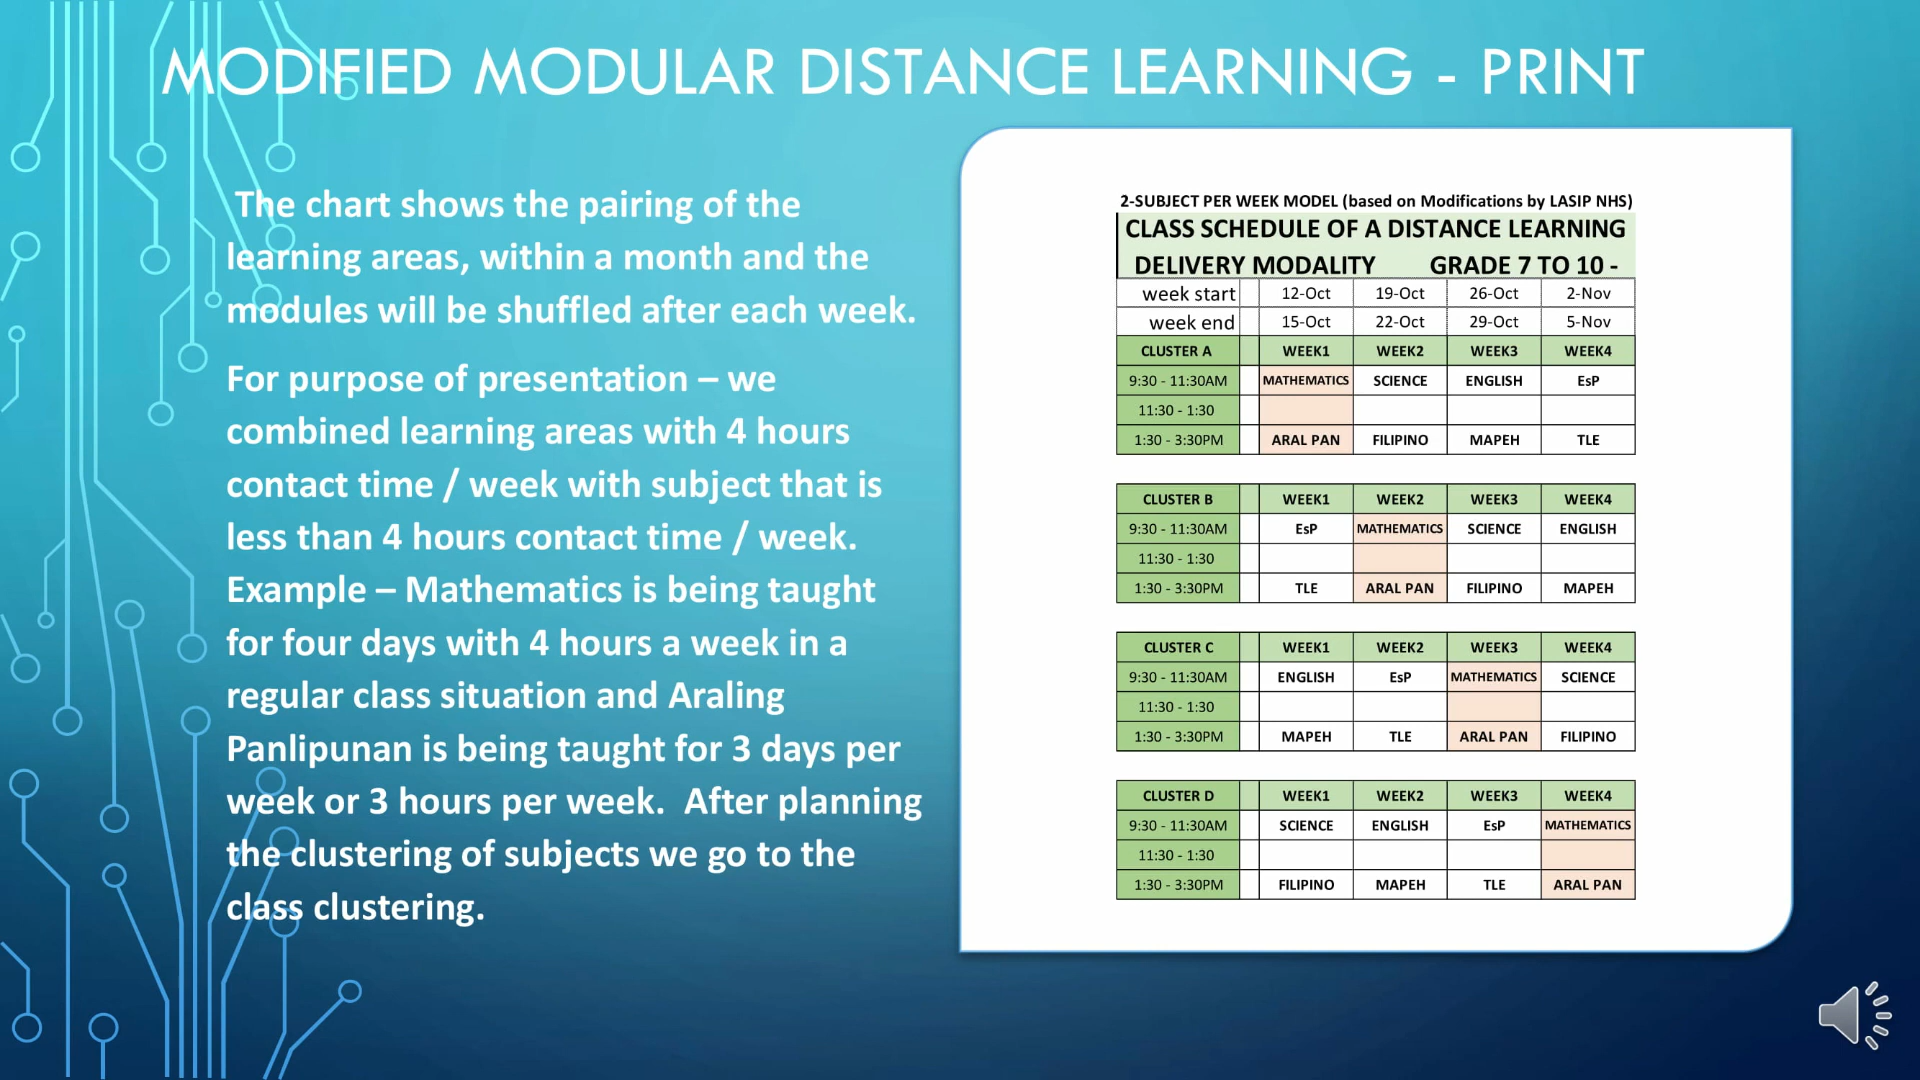 MODIFIED MODULAR DISTANCE LEARNING - PRINT
The chart shows the pairing of the
learning areas, within a month and the
modules will be shuffled after each week.
For purpose of presentation – we
combined learning areas with 4 hours
contact time / week with subject that is
less than 4 hours contact time / week.
Example – Mathematics is being taught
for four days with 4 hours a week in a
regular class situation and Araling
Panlipunan is being taught for 3 days per
week or 3 hours per week. After planning
the clustering of subjects we go to the
class clustering.
2-SUBJECT PER WEEK MODEL (based on Modifications by LASIP NHS)
CLASS SCHEDULE OF A DISTANCE LEARNING
DELIVERY MODALITY GRADE 7 TO 10 -
week start 12-Oct 19-Oct 26-Oct 2-Nov
week end 15-Oct 22-Oct 29-Oct 5-Nov
CLUSTER A WEEK1 WEEK2 WEEK3 WEEK4
9:30 - 11:30AM MATHEMATICS SCIENCE ENGLISH EsP
11:30 - 1:30
1:30 - 3:30PM ARAL PAN FILIPINO MAPEH TLE
CLUSTER B WEEK1 WEEK2 WEEK3 WEEK4
9:30 - 11:30AM EsP MATHEMATICS SCIENCE ENGLISH
11:30 - 1:30
1:30 - 3:30PM TLE ARAL PAN FILIPINO MAPEH
CLUSTER C WEEK1 WEEK2 WEEK3 WEEK4
9:30 - 11:30AM ENGLISH EsP MATHEMATICS SCIENCE
11:30 - 1:30
1:30 - 3:30PM MAPEH TLE ARAL PAN FILIPINO
CLUSTER D WEEK1 WEEK2 WEEK3 WEEK4
9:30 - 11:30AM SCIENCE ENGLISH EsP MATHEMATICS
11:30 - 1:30
1:30 - 3:30PM FILIPINO MAPEH TLE ARAL PAN